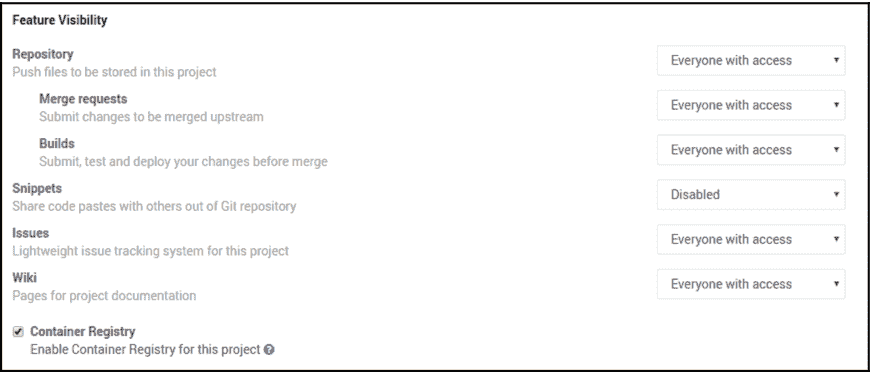 Feature Visibility
Repository
Everyone with access
Push files to be stored in this project
Merge requests
Everyone with access
Submit changes to be merged upstream
Builds
Everyone with access
Submit, test and deploy your changes before merge
Snippets
Disabled
Share code pastes with others out of Git repository
Issues
Everyone with access
Lightweight issue tracking system for this project
Wiki
Everyone with access
Pages for project documentation
Container Registry
Enable Container Registry for this project ?